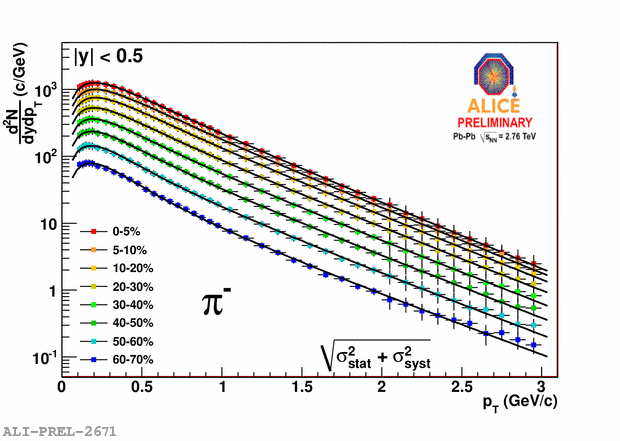 |y| < 0.5
d²N/dydp_T (c/GeV)
10³
10²
10
1
10⁻¹
ALICE
PRELIMINARY
Pb-Pb √s_NN = 2.76 TeV
0-5%
5-10%
10-20%
20-30%
30-40%
40-50%
50-60%
60-70%
π⁻
√(σ²_stat + σ²_syst)
0 0.5 1 1.5 2 2.5 3
p_T (GeV/c)
ALI-PREL-2671